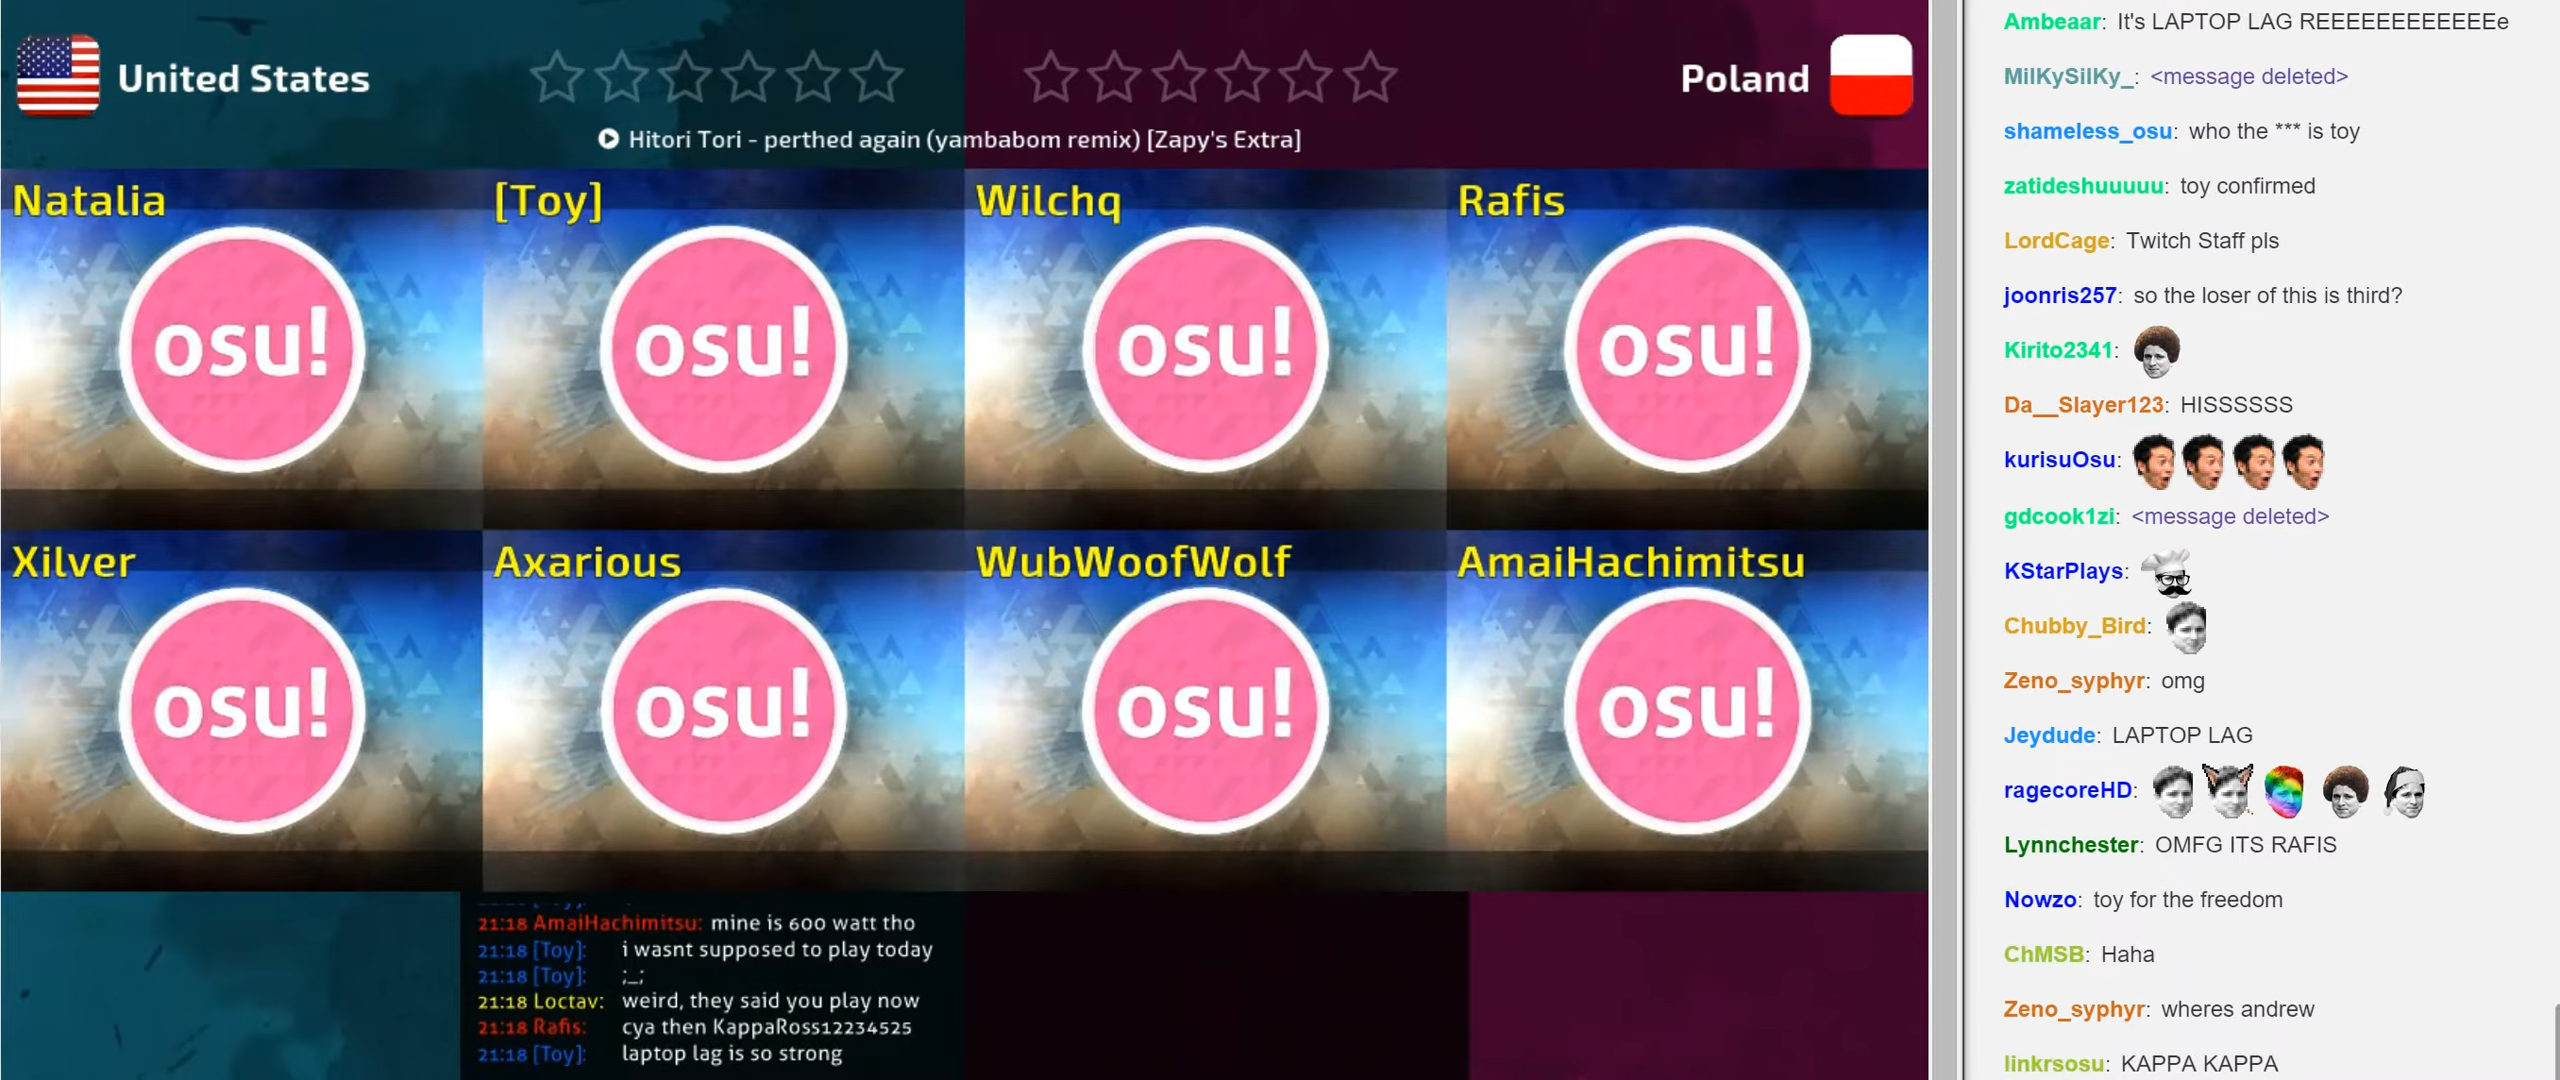 United States
Poland
Hitori Tori - perthed again (yambabom remix) [Zapy's Extra]
Natalia
[Toy]
Wilchq
Rafis
osu!
osu!
osu!
osu!
Xilver
Axarious
WubWoofWolf
AmaiHachimitsu
osu!
osu!
osu!
osu!
21:18 AmaiHachimitsu: mine is 600 watt tho
21:18 [Toy]: i wasnt supposed to play today
21:18 [Toy]: ;_;
21:18 Loctav: weird, they said you play now
21:18 Rafis: cya then KappaRoss12234525
21:18 [Toy]: laptop lag is so strong
Ambeaar: It's LAPTOP LAG REEEEEEEEEEEEe
MilKySilKy_: <message deleted>
shameless_osu: who the *** is toy
zatideshuuuuu: toy confirmed
LordCage: Twitch Staff pls
joonris257: so the loser of this is third?
Kirito2341:
Da__Slayer123: HISSSSSS
kurisuOsu:
gdcook1zi: <message deleted>
KStarPlays:
Chubby_Bird:
Zeno_syphyr: omg
Jeydude: LAPTOP LAG
ragecoreHD:
Lynnchester: OMFG ITS RAFIS
Nowzo: toy for the freedom
ChMSB: Haha
Zeno_syphyr: wheres andrew
linkrsosu: KAPPA KAPPA